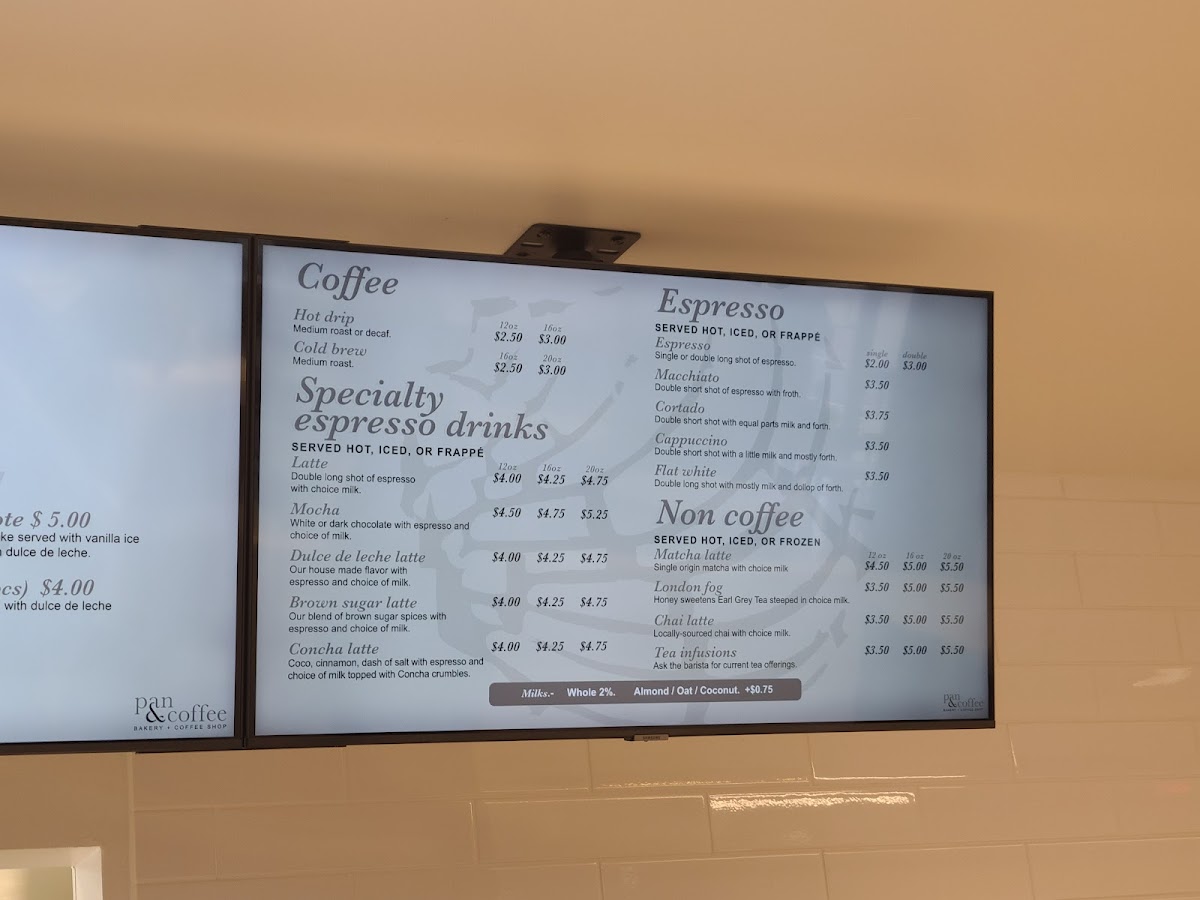 $ 5.00
served with vanilla ice
dulce de leche.
$4.00
with dulce de leche
pan
&coffee
BAKERY + COFFEE SHOP
Coffee
Hot drip
Medium roast or decaf.
12oz 16oz
$2.50 $3.00
Cold brew
Medium roast.
16oz 20oz
$2.50 $3.00
Specialty
espresso drinks
SERVED HOT, ICED, OR FRAPPÉ
Latte
Double long shot of espresso
with choice milk.
12oz 16oz 20oz
$4.00 $4.25 $4.75
Mocha
White or dark chocolate with espresso and
choice of milk.
$4.50 $4.75 $5.25
Dulce de leche latte
Our house made flavor with
espresso and choice of milk.
$4.00 $4.25 $4.75
Brown sugar latte
Our blend of brown sugar spices with
espresso and choice of milk.
$4.00 $4.25 $4.75
Concha latte
Coco, cinnamon, dash of salt with espresso and
choice of milk topped with Concha crumbles.
$4.00 $4.25 $4.75
Espresso
SERVED HOT, ICED, OR FRAPPÉ
Espresso
Single or double long shot of espresso.
single double
$2.00 $3.00
Macchiato
Double short shot of espresso with froth.
$3.50
Cortado
Double short shot with equal parts milk and forth.
$3.75
Cappuccino
Double short shot with a little milk and mostly forth.
$3.50
Flat white
Double long shot with mostly milk and dollop of forth.
$3.50
Non coffee
SERVED HOT, ICED, OR FROZEN
Matcha latte
Single origin matcha with choice milk
12 oz 16 oz 20 oz
$4.50 $5.00 $5.50
London fog
Honey sweetens Earl Grey Tea steeped in choice milk.
$3.50 $5.00 $5.50
Chai latte
Locally-sourced chai with choice milk.
$3.50 $5.00 $5.50
Tea infusions
Ask the barista for current tea offerings.
$3.50 $5.00 $5.50
Milks.- Whole 2%. Almond / Oat / Coconut. +$0.75
pan
&coffee